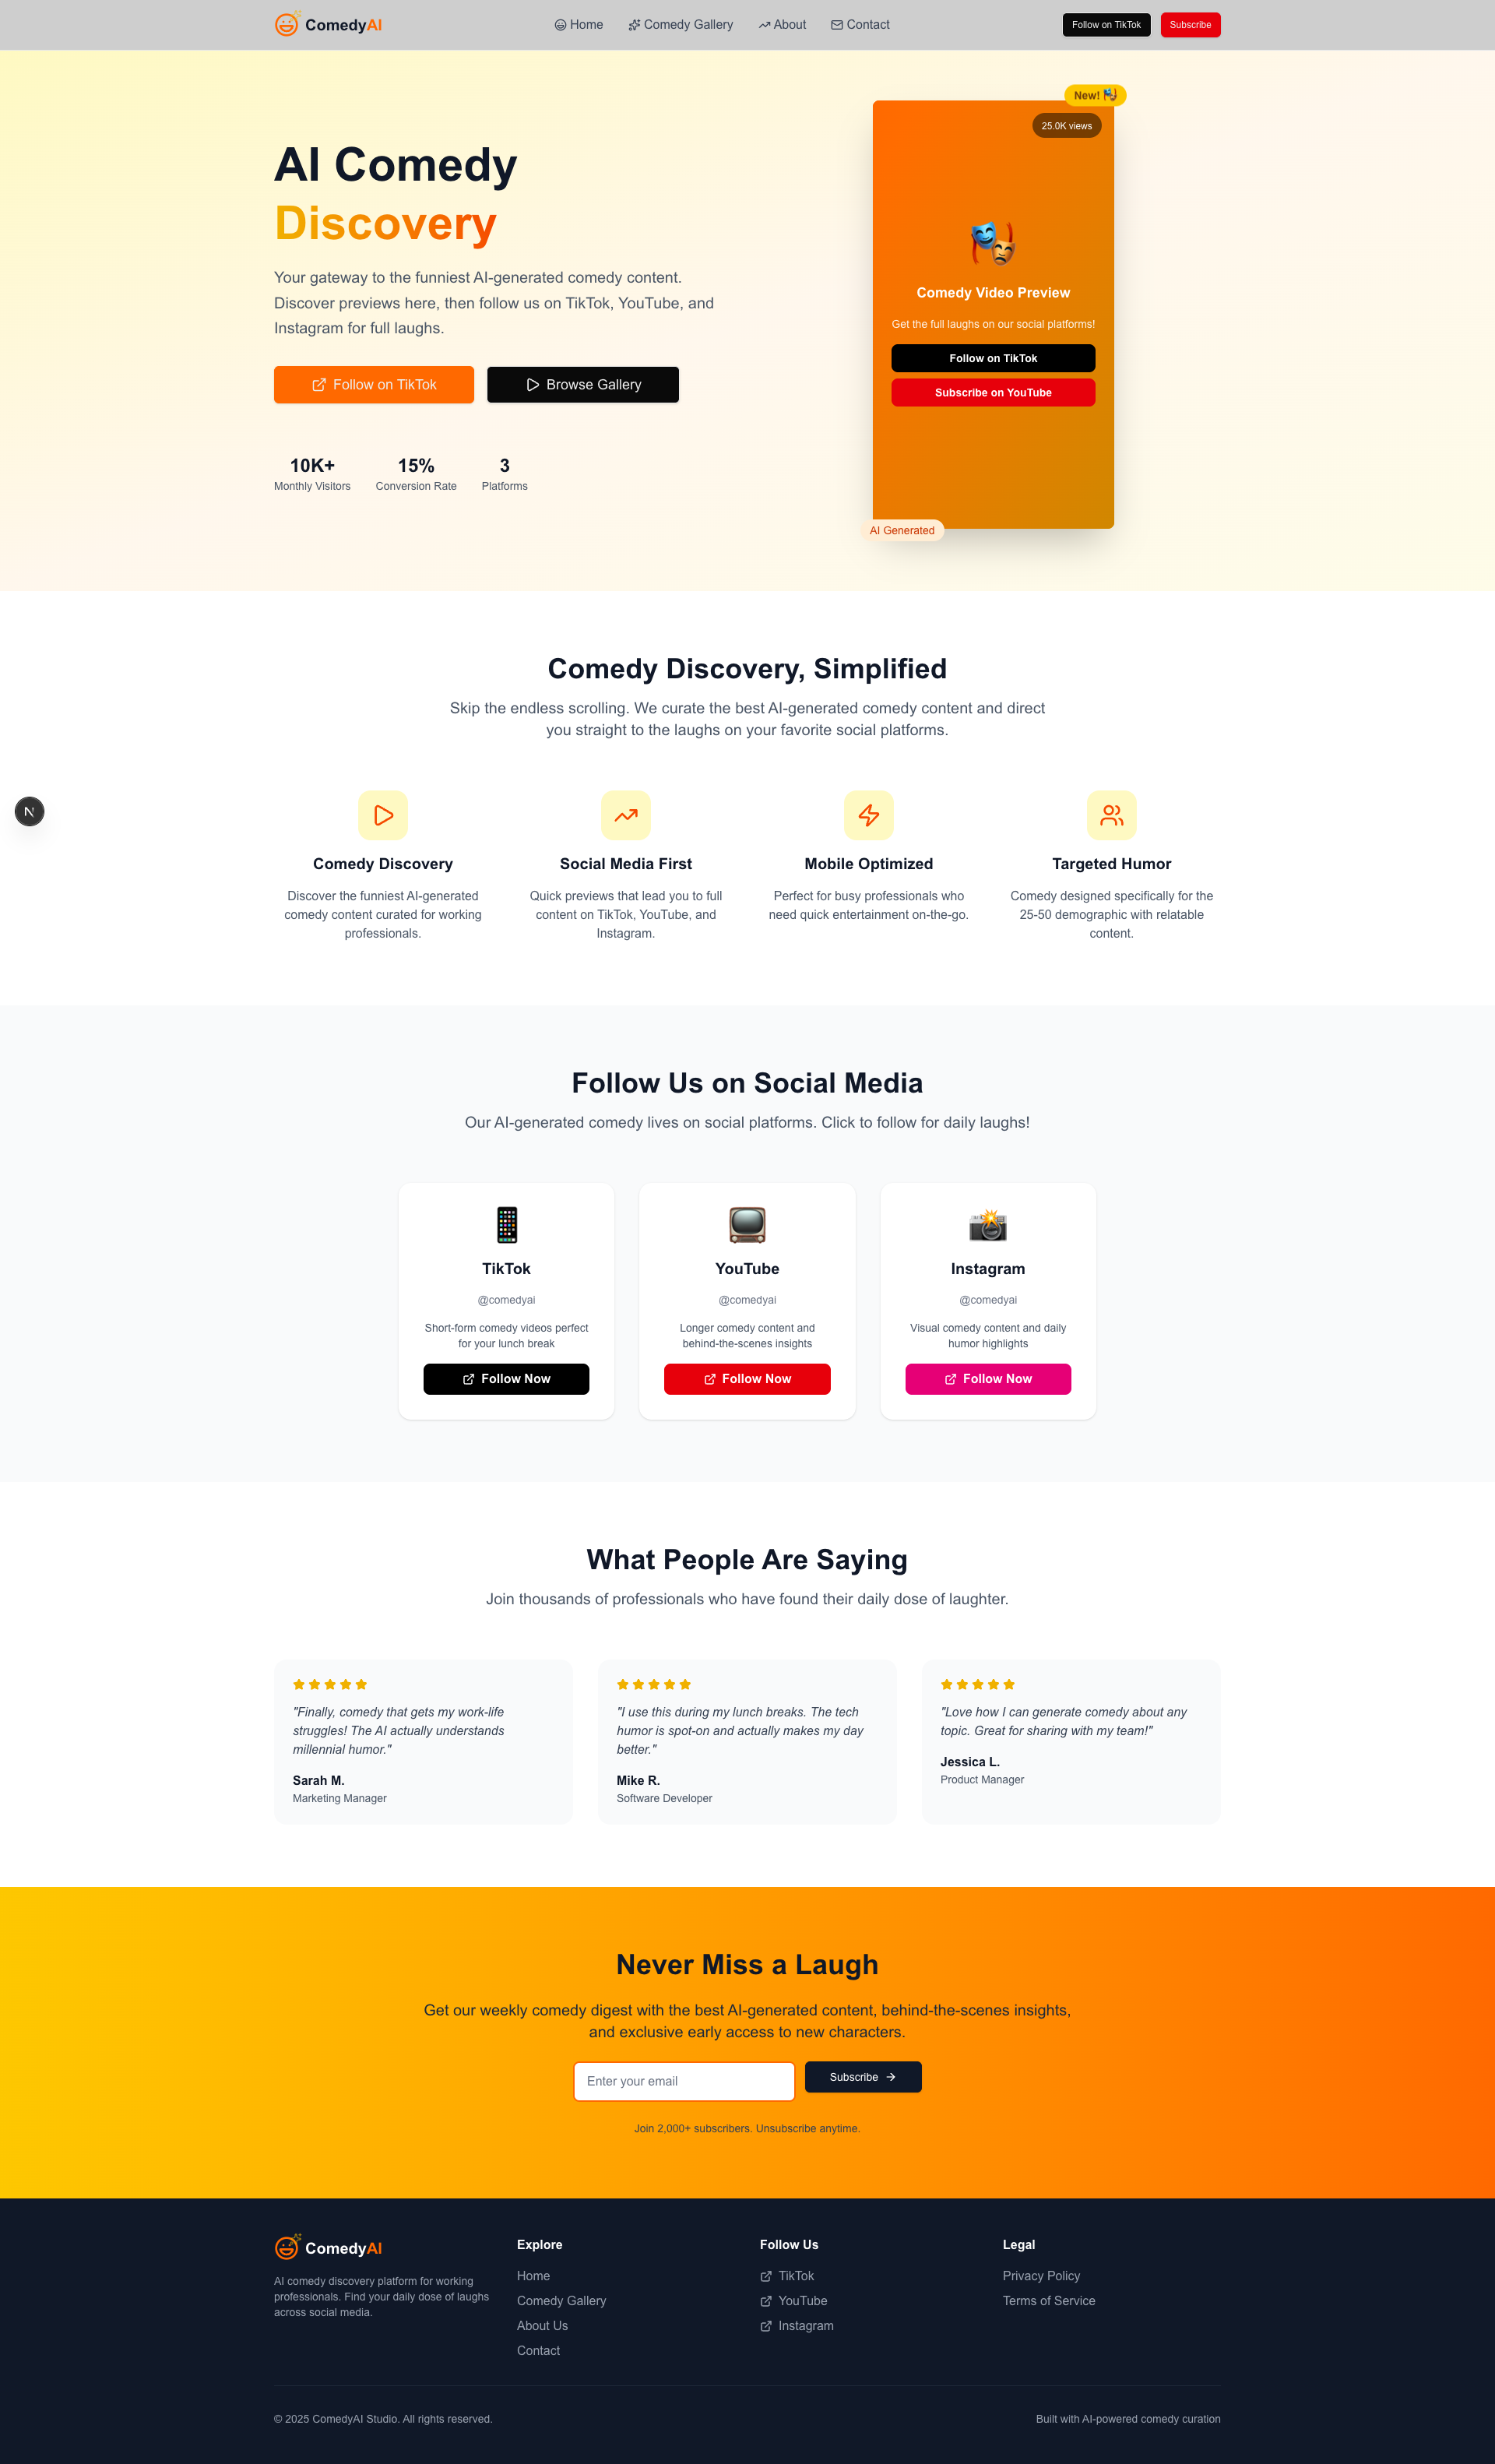 ComedyAI
Home
Comedy Gallery
About
Contact
Follow on TikTok
Subscribe
AI Comedy
Discovery
Your gateway to the funniest AI-generated comedy content.
Discover previews here, then follow us on TikTok, YouTube, and
Instagram for full laughs.
Follow on TikTok
Browse Gallery
10K+
Monthly Visitors
15%
Conversion Rate
3
Platforms
New!
25.0K views
Comedy Video Preview
Get the full laughs on our social platforms!
Follow on TikTok
Subscribe on YouTube
AI Generated
Comedy Discovery, Simplified
Skip the endless scrolling. We curate the best AI-generated comedy content and direct
you straight to the laughs on your favorite social platforms.
N
Comedy Discovery
Discover the funniest AI-generated
comedy content curated for working
professionals.
Social Media First
Quick previews that lead you to full
content on TikTok, YouTube, and
Instagram.
Mobile Optimized
Perfect for busy professionals who
need quick entertainment on-the-go.
Targeted Humor
Comedy designed specifically for the
25-50 demographic with relatable
content.
Follow Us on Social Media
Our AI-generated comedy lives on social platforms. Click to follow for daily laughs!
TikTok
@comedyai
Short-form comedy videos perfect
for your lunch break
Follow Now
YouTube
@comedyai
Longer comedy content and
behind-the-scenes insights
Follow Now
Instagram
@comedyai
Visual comedy content and daily
humor highlights
Follow Now
What People Are Saying
Join thousands of professionals who have found their daily dose of laughter.
"Finally, comedy that gets my work-life
struggles! The AI actually understands
millennial humor."
Sarah M.
Marketing Manager
"I use this during my lunch breaks. The tech
humor is spot-on and actually makes my day
better."
Mike R.
Software Developer
"Love how I can generate comedy about any
topic. Great for sharing with my team!"
Jessica L.
Product Manager
Never Miss a Laugh
Get our weekly comedy digest with the best AI-generated content, behind-the-scenes insights,
and exclusive early access to new characters.
Enter your email
Subscribe
Join 2,000+ subscribers. Unsubscribe anytime.
ComedyAI
AI comedy discovery platform for working
professionals. Find your daily dose of laughs
across social media.
Explore
Home
Comedy Gallery
About Us
Contact
Follow Us
TikTok
YouTube
Instagram
Legal
Privacy Policy
Terms of Service
© 2025 ComedyAI Studio. All rights reserved.
Built with AI-powered comedy curation